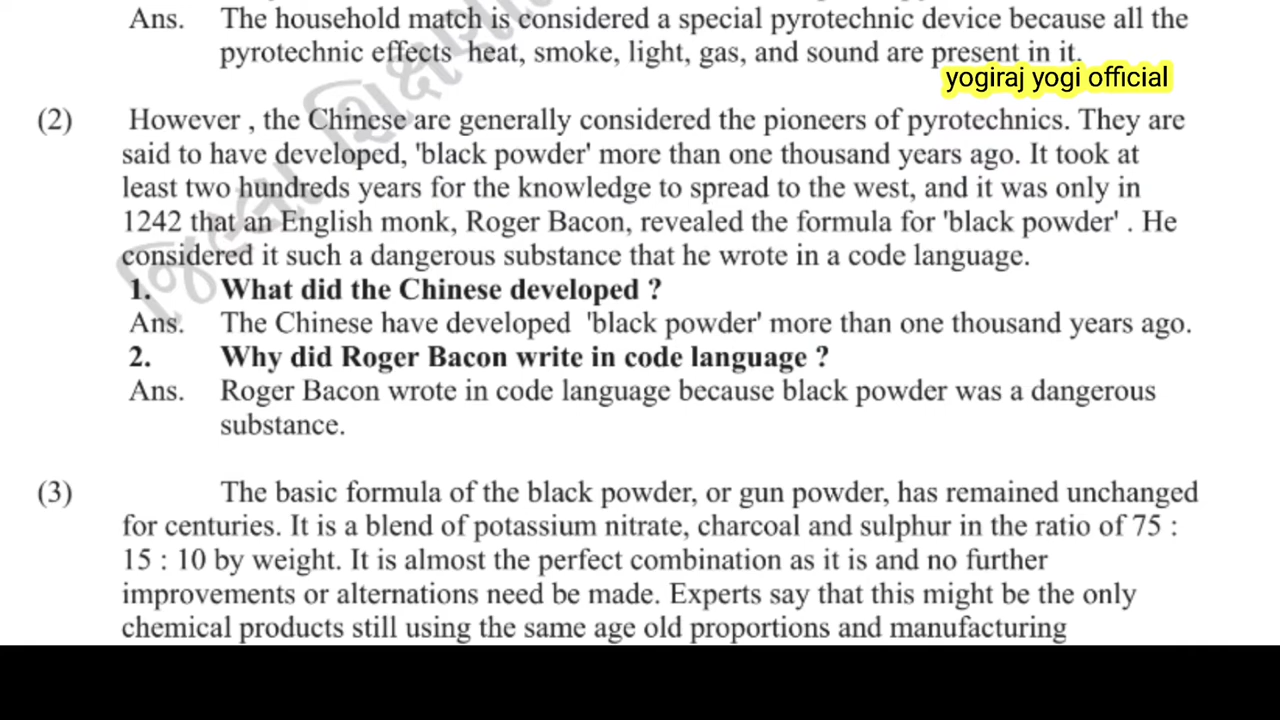 Ans. The household match is considered a special pyrotechnic device because all the
pyrotechnic effects heat, smoke, light, gas, and sound are present in it.
yogiraj yogi official
(2) However , the Chinese are generally considered the pioneers of pyrotechnics. They are
said to have developed, 'black powder' more than one thousand years ago. It took at
least two hundreds years for the knowledge to spread to the west, and it was only in
1242 that an English monk, Roger Bacon, revealed the formula for 'black powder' . He
considered it such a dangerous substance that he wrote in a code language.
1. What did the Chinese developed ?
Ans. The Chinese have developed 'black powder' more than one thousand years ago.
2. Why did Roger Bacon write in code language ?
Ans. Roger Bacon wrote in code language because black powder was a dangerous
substance.
(3) The basic formula of the black powder, or gun powder, has remained unchanged
for centuries. It is a blend of potassium nitrate, charcoal and sulphur in the ratio of 75 :
15 : 10 by weight. It is almost the perfect combination as it is and no further
improvements or alternations need be made. Experts say that this might be the only
chemical products still using the same age old proportions and manufacturing